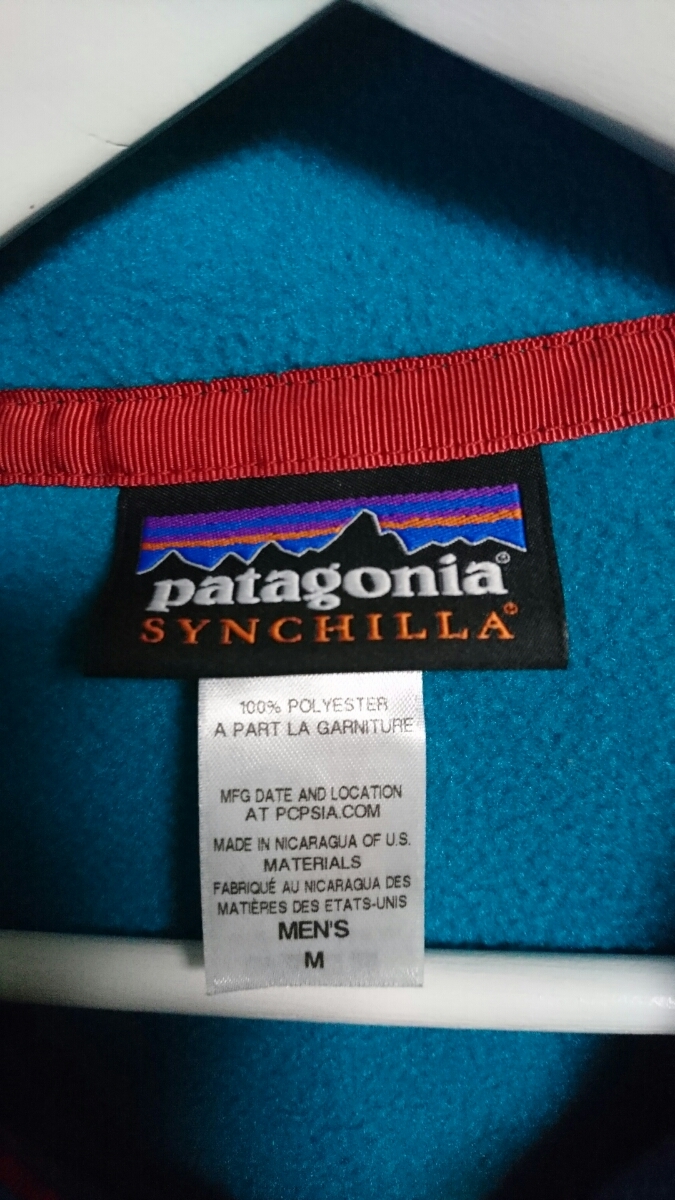 patagonia®
SYNCHILLA®
100% POLYESTER
A PART LA GARNITURE
MFG DATE AND LOCATION
AT PCPSIA.COM
MADE IN NICARAGUA OF U.S.
MATERIALS
FABRIQUÉ AU NICARAGUA DES
MATIÈRES DES ETATS-UNIS
MEN'S
M